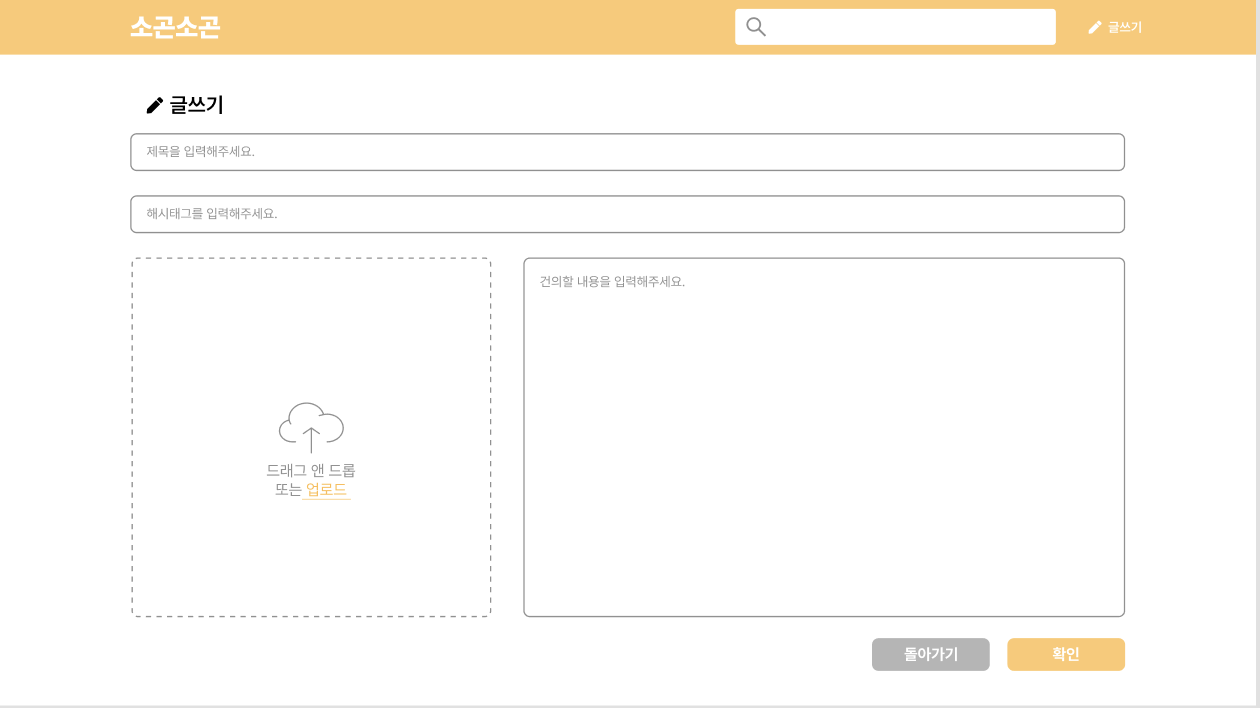 소곤소곤
글쓰기
글쓰기
제목을 입력해주세요.
해시태그를 입력해주세요.
건의할 내용을 입력해주세요.
드래그 앤 드롭
또는 업로드
돌아가기
확인